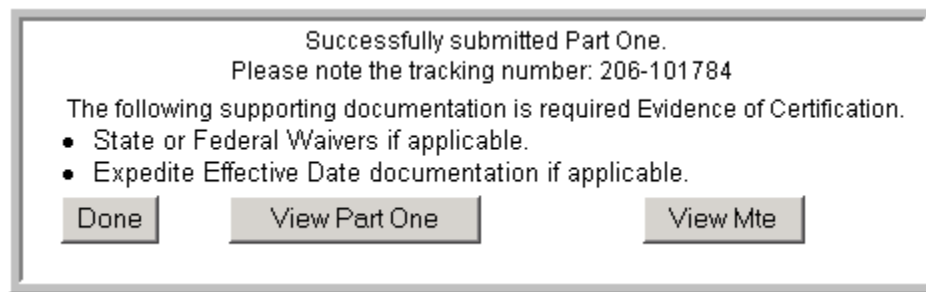 Successfully submitted Part One.
Please note the tracking number: 206-101784
The following supporting documentation is required Evidence of Certification.
• State or Federal Waivers if applicable.
• Expedite Effective Date documentation if applicable.
Done View Part One View Mte